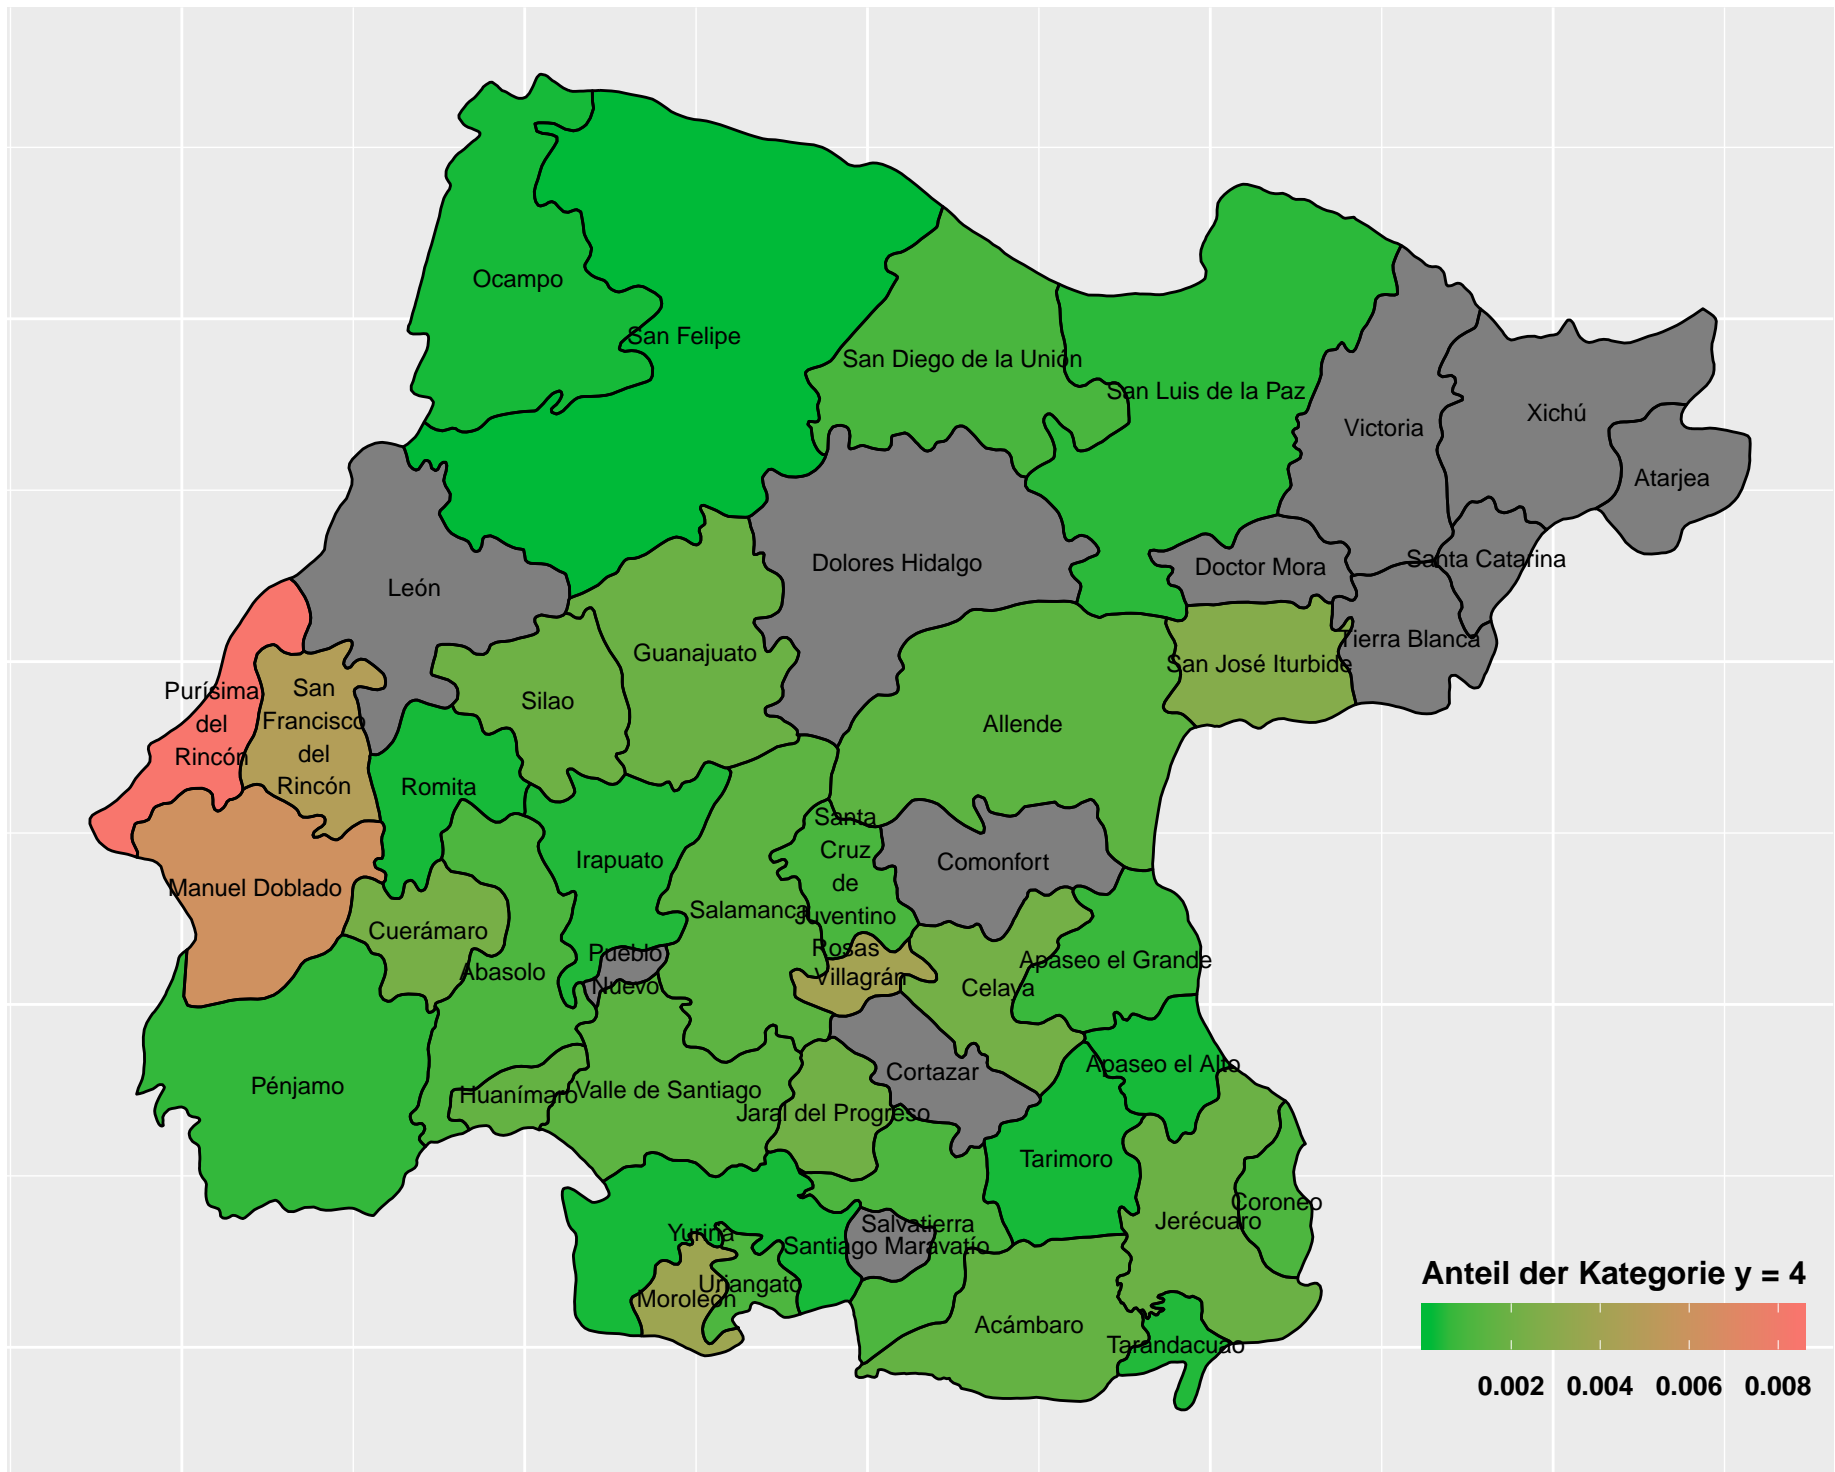 Ocampo
San Felipe
San Diego de la Unión
San Luis de la Paz
Victoria
Xichú
Atarjea
Santa Catarina
Dolores Hidalgo
Doctor Mora
León
Tierra Blanca
Guanajuato
San José Iturbide
Purísima
del
Rincón
San
Francisco
del
Rincón
Silao
Allende
Romita
Santa
Cruz
de
Juventino
Rosas
Irapuato
Comonfort
Manuel Doblado
Salamanca
Cuerámaro
Pueblo
Nuevo
Abasolo
Villagrán
Celaya
Apaseo el Grande
Apaseo el Alto
Cortazar
Pénjamo
Huanímaro
Valle de Santiago
Jaral del Progreso
Tarimoro
Coroneo
Jerécuaro
Salvatierra
Yuriria
Santiago Maravatío
Uriangato
Moroleón
Acámbaro
Tarandacuao
Anteil der Kategorie y = 4
0.002 0.004 0.006 0.008